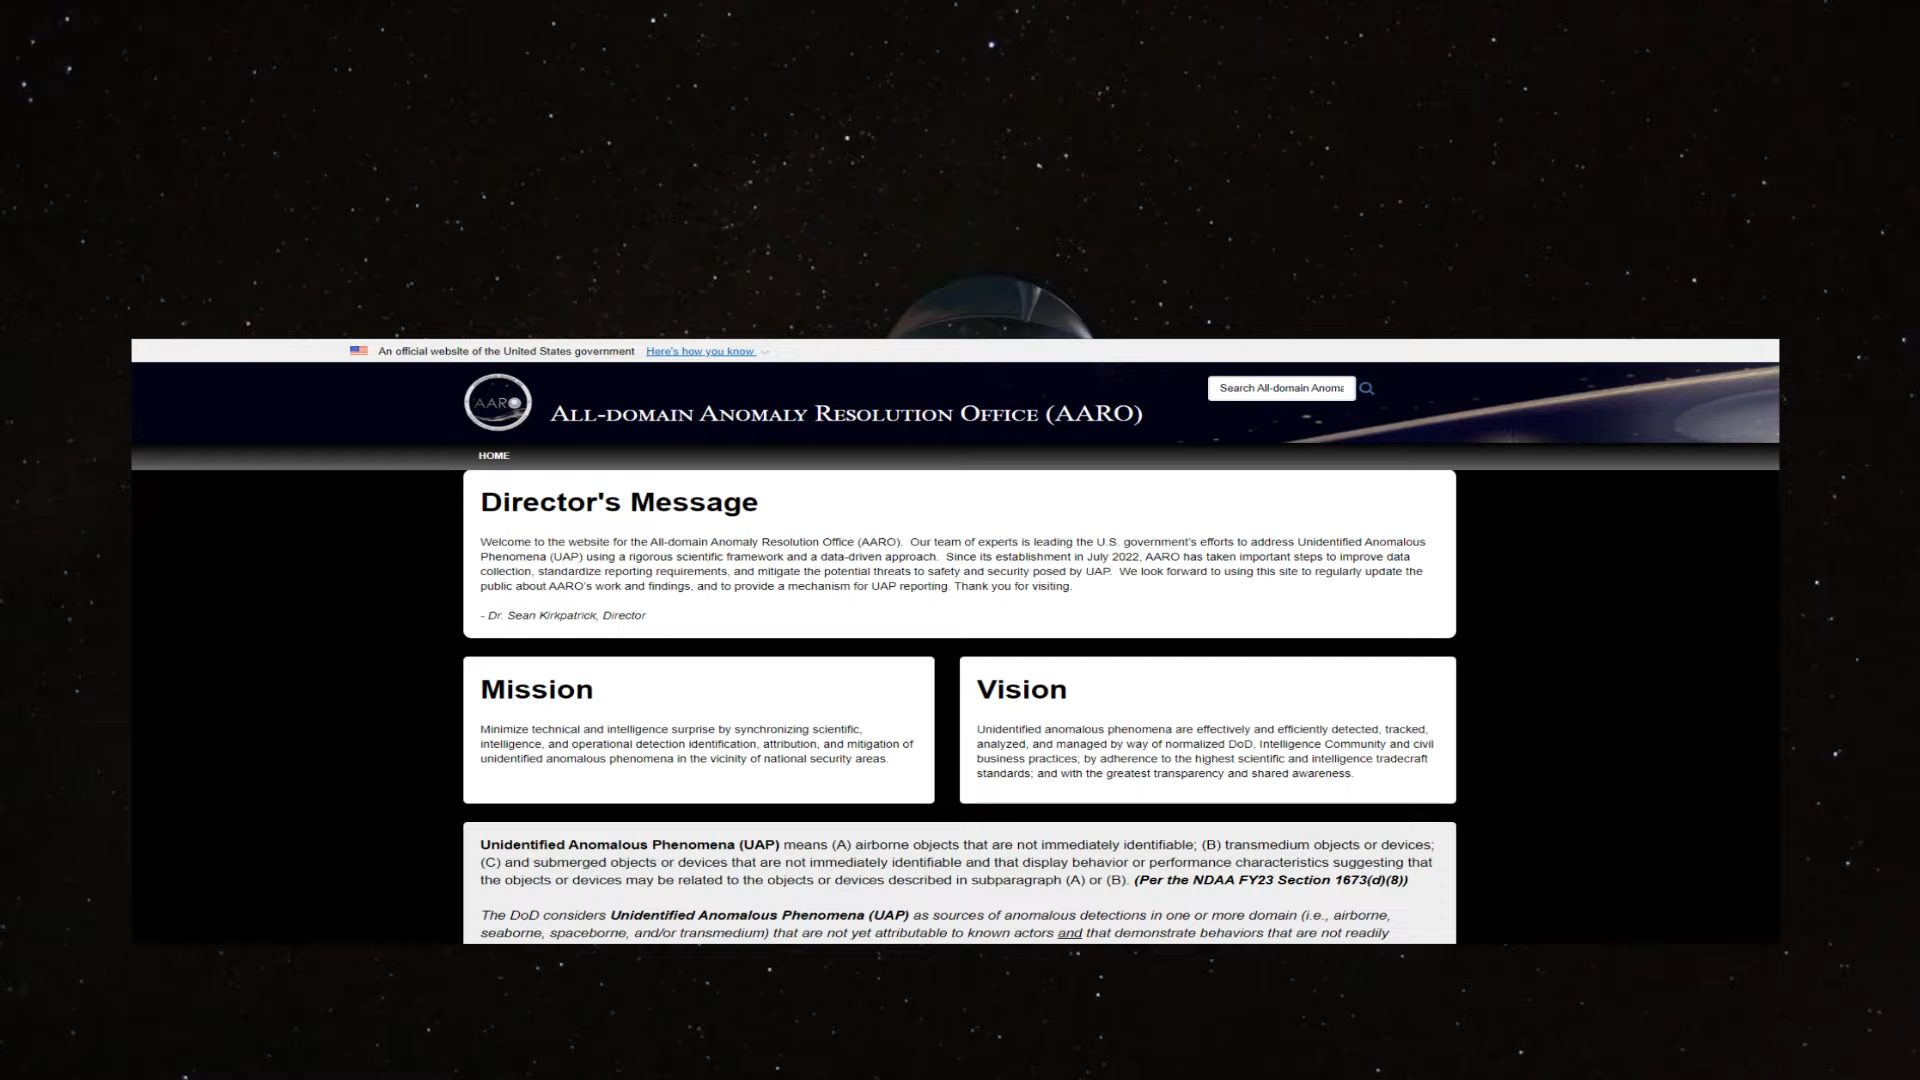 An official website of the United States government Here's how you know
AARO
ALL-DOMAIN ANOMALY RESOLUTION OFFICE (AARO)
Search All-domain Anoma
HOME
Director's Message
Welcome to the website for the All-domain Anomaly Resolution Office (AARO). Our team of experts is leading the U.S. government's efforts to address Unidentified Anomalous
Phenomena (UAP) using a rigorous scientific framework and a data-driven approach. Since its establishment in July 2022, AARO has taken important steps to improve data
collection, standardize reporting requirements, and mitigate the potential threats to safety and security posed by UAP. We look forward to using this site to regularly update the
public about AARO's work and findings, and to provide a mechanism for UAP reporting. Thank you for visiting.
- Dr. Sean Kirkpatrick, Director
Mission
Minimize technical and intelligence surprise by synchronizing scientific,
intelligence, and operational detection identification, attribution, and mitigation of
unidentified anomalous phenomena in the vicinity of national security areas.
Vision
Unidentified anomalous phenomena are effectively and efficiently detected, tracked,
analyzed, and managed by way of normalized DoD, Intelligence Community and civil
business practices; by adherence to the highest scientific and intelligence tradecraft
standards; and with the greatest transparency and shared awareness.
Unidentified Anomalous Phenomena (UAP) means (A) airborne objects that are not immediately identifiable; (B) transmedium objects or devices;
(C) and submerged objects or devices that are not immediately identifiable and that display behavior or performance characteristics suggesting that
the objects or devices may be related to the objects or devices described in subparagraph (A) or (B). (Per the NDAA FY23 Section 1673(d)(8))
The DoD considers Unidentified Anomalous Phenomena (UAP) as sources of anomalous detections in one or more domain (i.e., airborne,
seaborne, spaceborne, and/or transmedium) that are not yet attributable to known actors and that demonstrate behaviors that are not readily